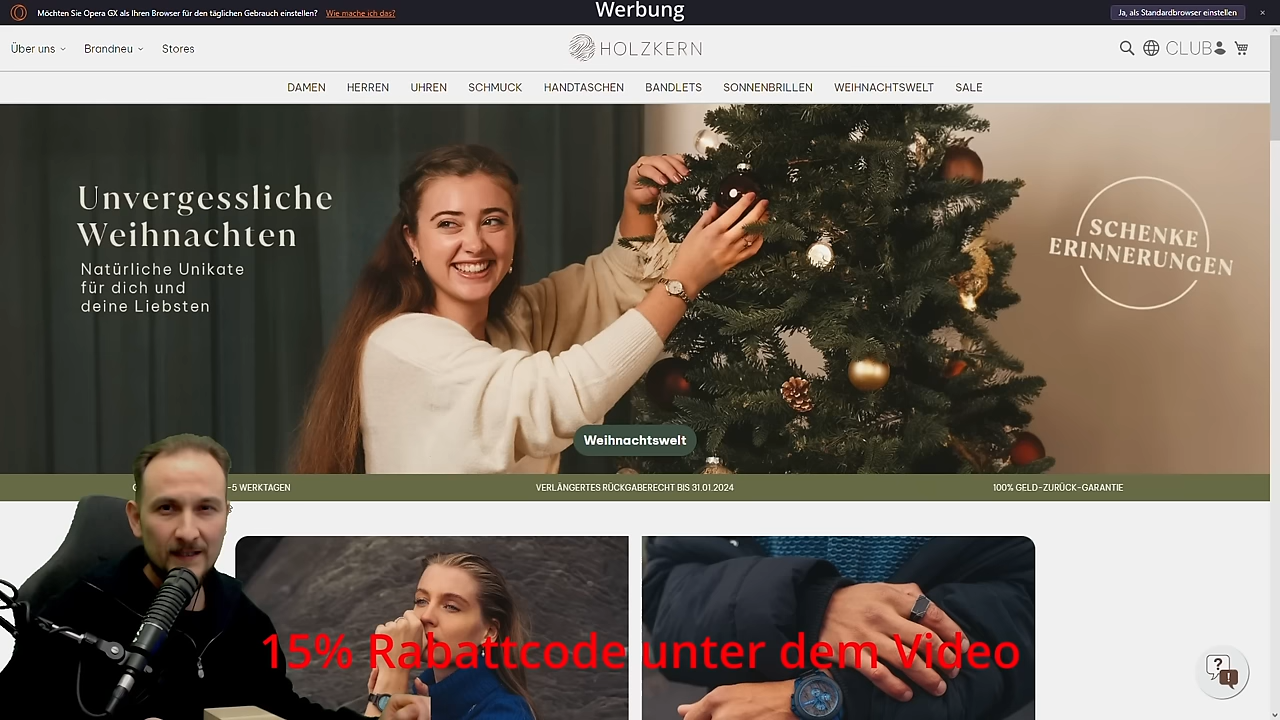 Möchten Sie Opera GX als Ihren Browser für den täglichen Gebrauch einstellen? Wie mache ich das?
Werbung
Ja, als Standardbrowser einstellen
Über uns
Brandneu
Stores
HOLZKERN
CLUB
DAMEN
HERREN
UHREN
SCHMUCK
HANDTASCHEN
BANDLETS
SONNENBRILLEN
WEIHNACHTSWELT
SALE
Unvergessliche
Weihnachten
Natürliche Unikate
für dich und
deine Liebsten
SCHENKE
ERINNERUNGEN
Weihnachtswelt
-5 WERKTAGEN
VERLÄNGERTES RÜCKGABERECHT BIS 31.01.2024
100% GELD-ZURÜCK-GARANTIE
15% Rabattcode unter dem Video